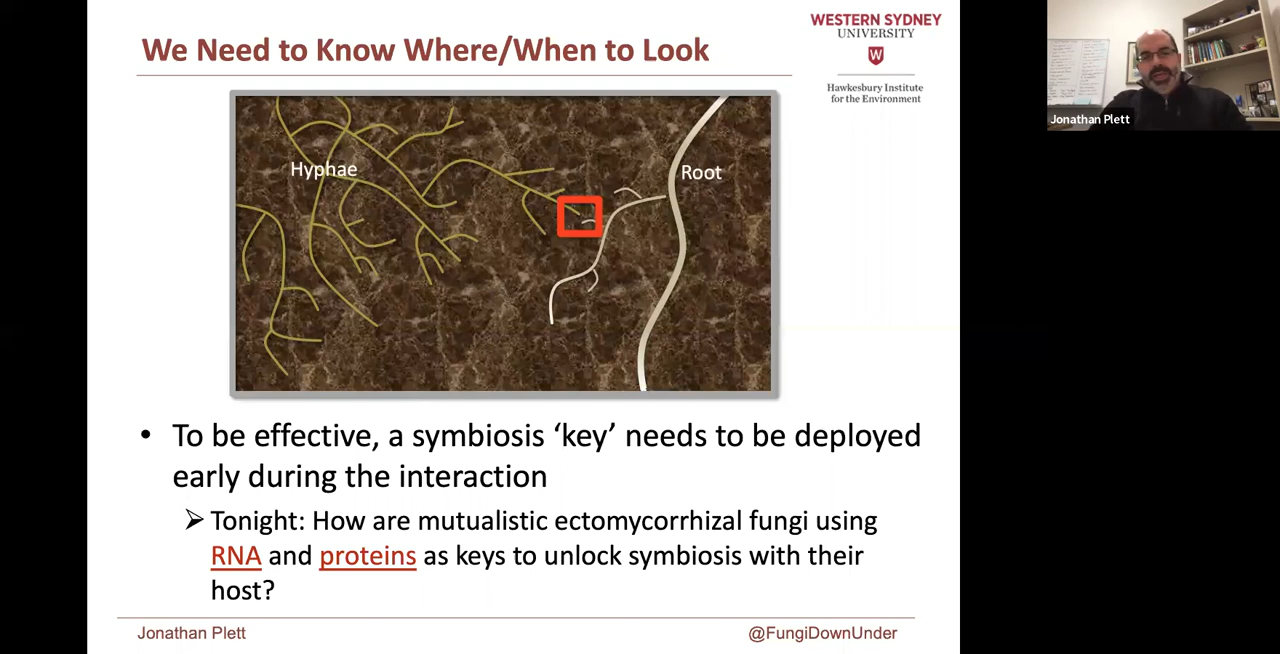 We Need to Know Where/When to Look
WESTERN SYDNEY
UNIVERSITY
W
Hawkesbury Institute
for the Environment
Jonathan Plett
Hyphae
Root
• To be effective, a symbiosis ‘key’ needs to be deployed
early during the interaction
➢ Tonight: How are mutualistic ectomycorrhizal fungi using
RNA and proteins as keys to unlock symbiosis with their
host?
Jonathan Plett
@FungiDownUnder